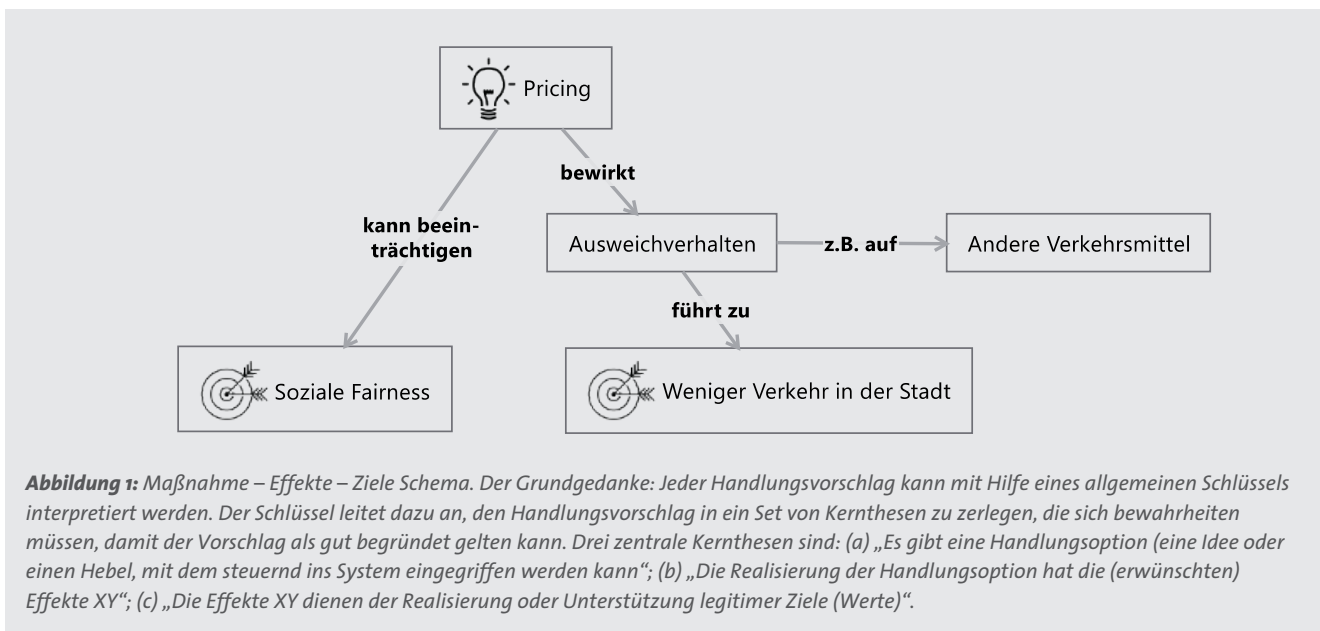 Pricing
bewirkt
kann beein-
trächtigen
Ausweichverhalten
z.B. auf
Andere Verkehrsmittel
führt zu
Soziale Fairness
Weniger Verkehr in der Stadt
Abbildung 1: Maßnahme – Effekte – Ziele Schema. Der Grundgedanke: Jeder Handlungsvorschlag kann mit Hilfe eines allgemeinen Schlüssels
interpretiert werden. Der Schlüssel leitet dazu an, den Handlungsvorschlag in ein Set von Kernthesen zu zerlegen, die sich bewahrheiten
müssen, damit der Vorschlag als gut begründet gelten kann. Drei zentrale Kernthesen sind: (a) „Es gibt eine Handlungsoption (eine Idee oder
einen Hebel, mit dem steuernd ins System eingegriffen werden kann“; (b) „Die Realisierung der Handlungsoption hat die (erwünschten)
Effekte XY“; (c) „Die Effekte XY dienen der Realisierung oder Unterstützung legitimer Ziele (Werte)“.